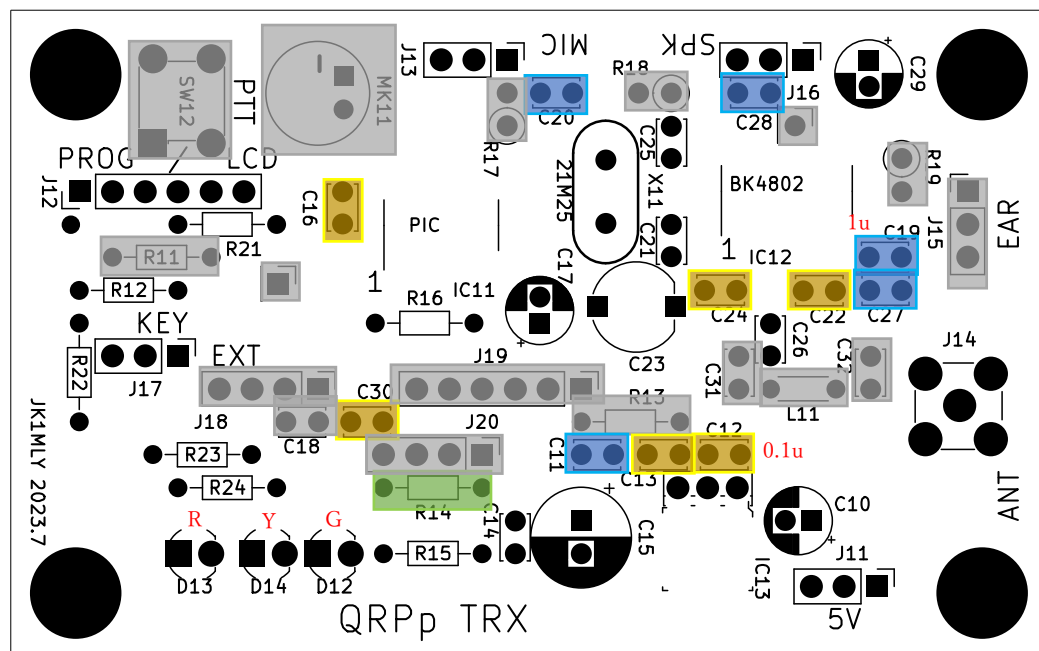 MIC
SPK
J13
R18
C29
SW12
PTT
MK11
C20
C28
J16
R17
C25
PROG
LCD
J12
21M25
X11
BK4802
R19
C16
PIC
R21
C21
1
1u
C19
J15
EAR
R11
IC12
R12
1
IC11
C17
R16
C24
C22
C27
KEY
C26
J17
EXT
J19
C23
C31
C32
J14
R22
L11
J18
C18
C30
J20
R13
C12
0.1u
JK1MLY 2023.7
R23
C11
C13
R24
R14
C14
C15
C10
ANT
R
Y
G
R15
IC13
J11
D13
D14
D12
QRPp TRX
5V